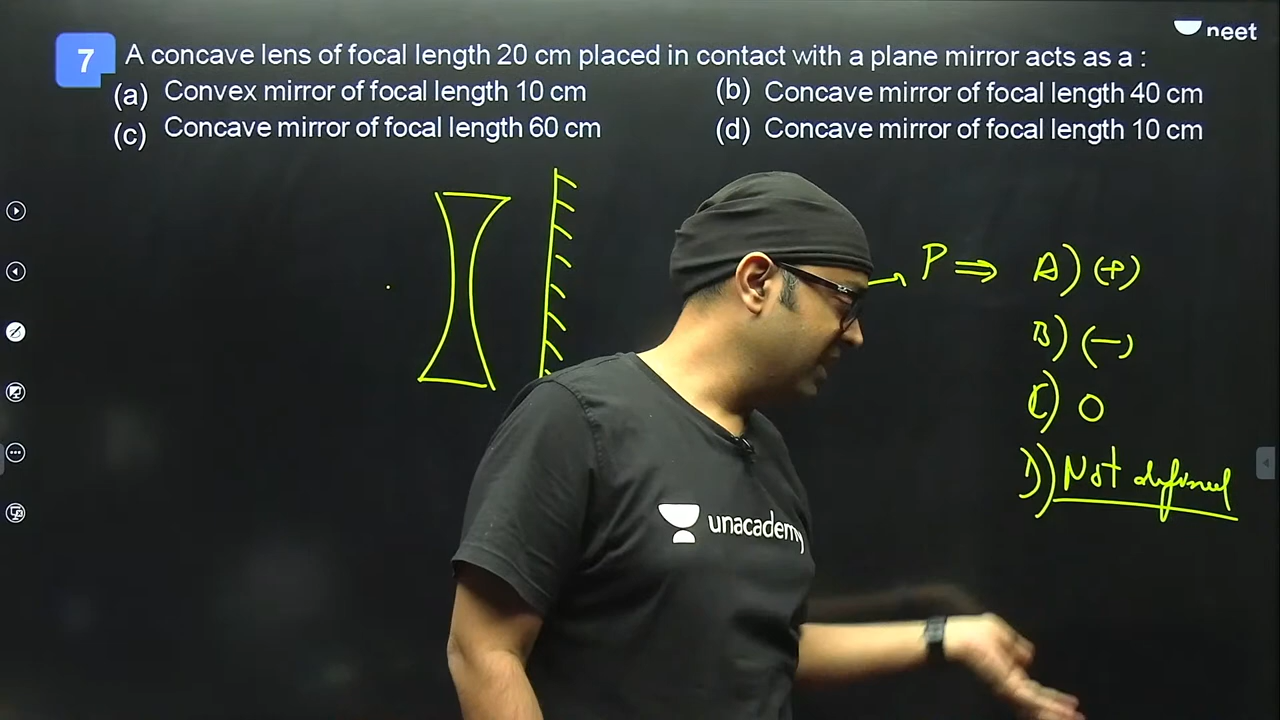 neet
7 A concave lens of focal length 20 cm placed in contact with a plane mirror acts as a :
(a) Convex mirror of focal length 10 cm
(b) Concave mirror of focal length 40 cm
(c) Concave mirror of focal length 60 cm
(d) Concave mirror of focal length 10 cm
P ⇒ A) (+)
B) (−)
C) 0
D) Not defined
unacademy